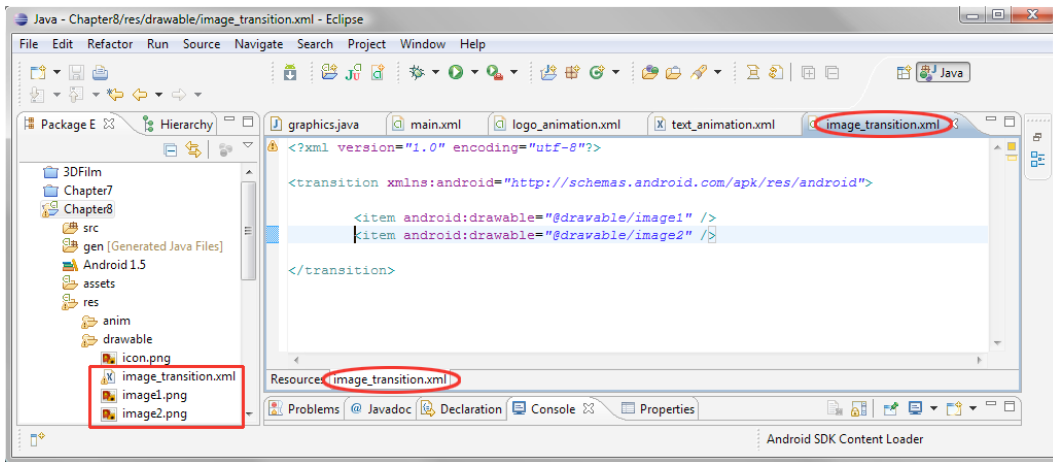 Java - Chapter8/res/drawable/image_transition.xml - Eclipse
File Edit Refactor Run Source Navigate Search Project Window Help
Java
Package E Hierarchy
graphics.java main.xml logo_animation.xml text_animation.xml image_transition.xml
3DFilm
Chapter7
Chapter8
src
gen [Generated Java Files]
Android 1.5
assets
res
anim
drawable
icon.png
image_transition.xml
image1.png
image2.png
<?xml version="1.0" encoding="utf-8"?>
<transition xmlns:android="http://schemas.android.com/apk/res/android">
<item android:drawable="@drawable/image1" />
<item android:drawable="@drawable/image2" />
</transition>
Resources image_transition.xml
Problems @ Javadoc Declaration Console Properties
Android SDK Content Loader